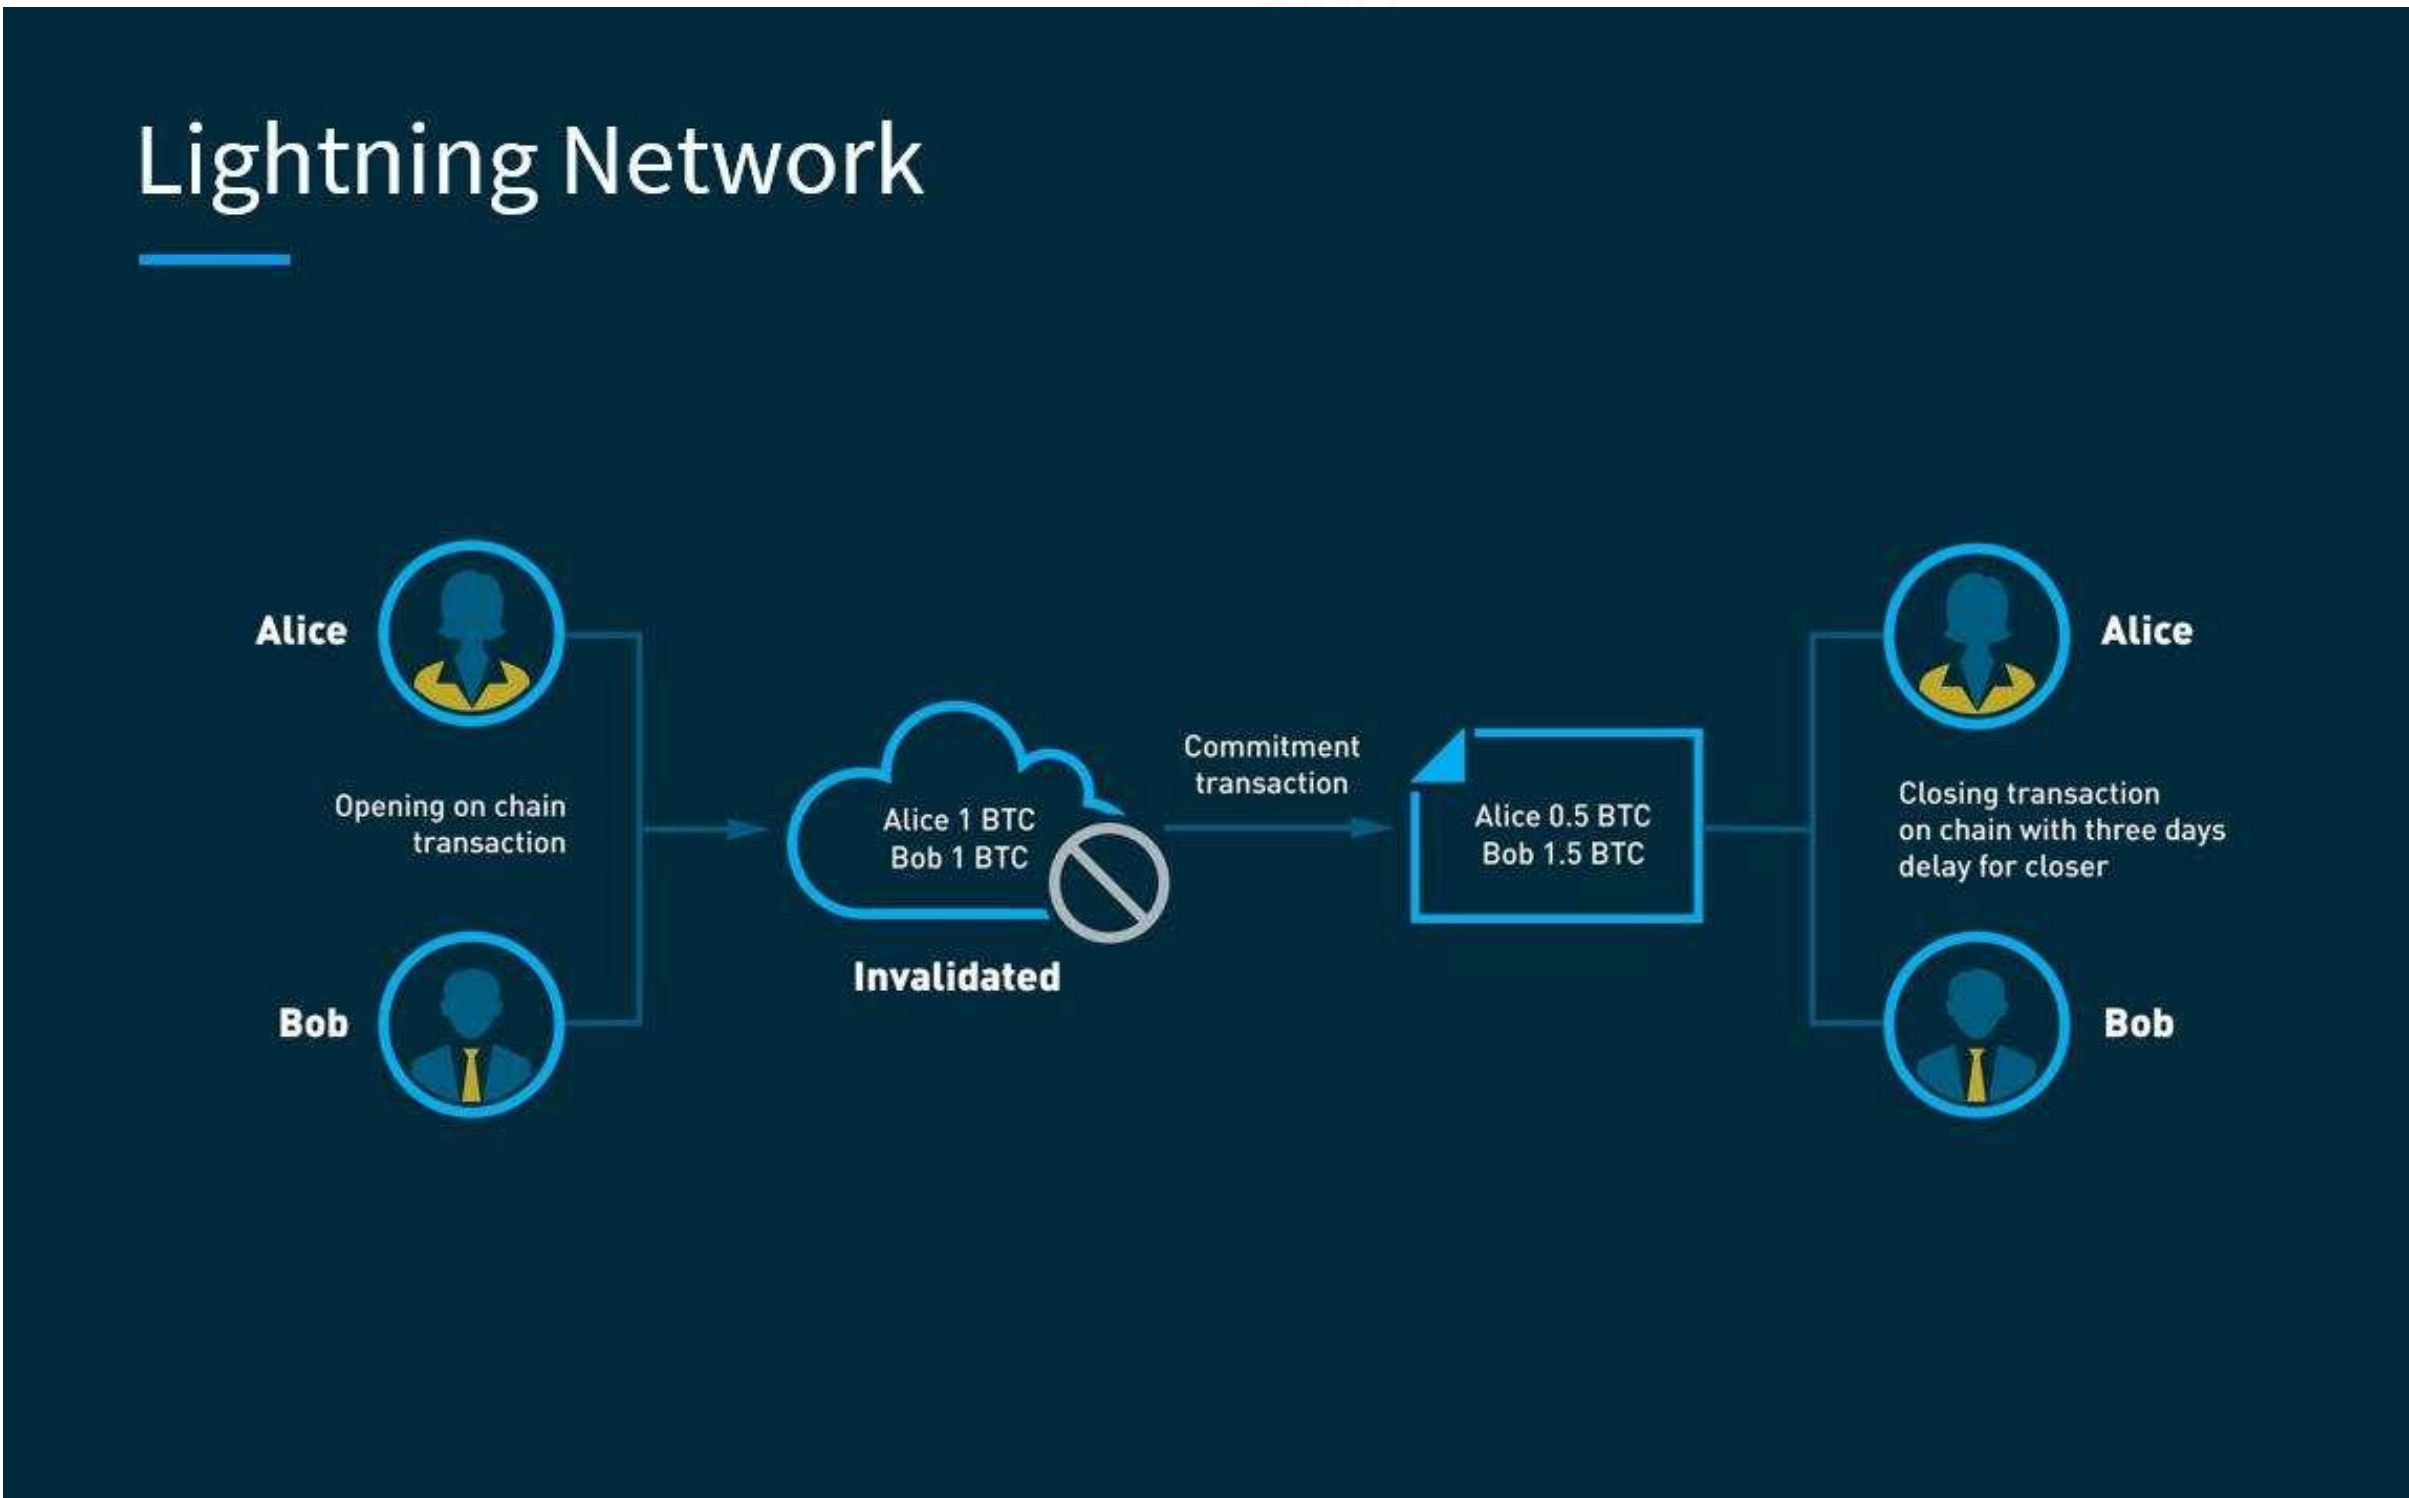 Lightning Network
Alice
Opening on chain
transaction
Bob
Alice 1 BTC
Bob 1 BTC
Invalidated
Commitment
transaction
Alice 0.5 BTC
Bob 1.5 BTC
Alice
Closing transaction
on chain with three days
delay for closer
Bob